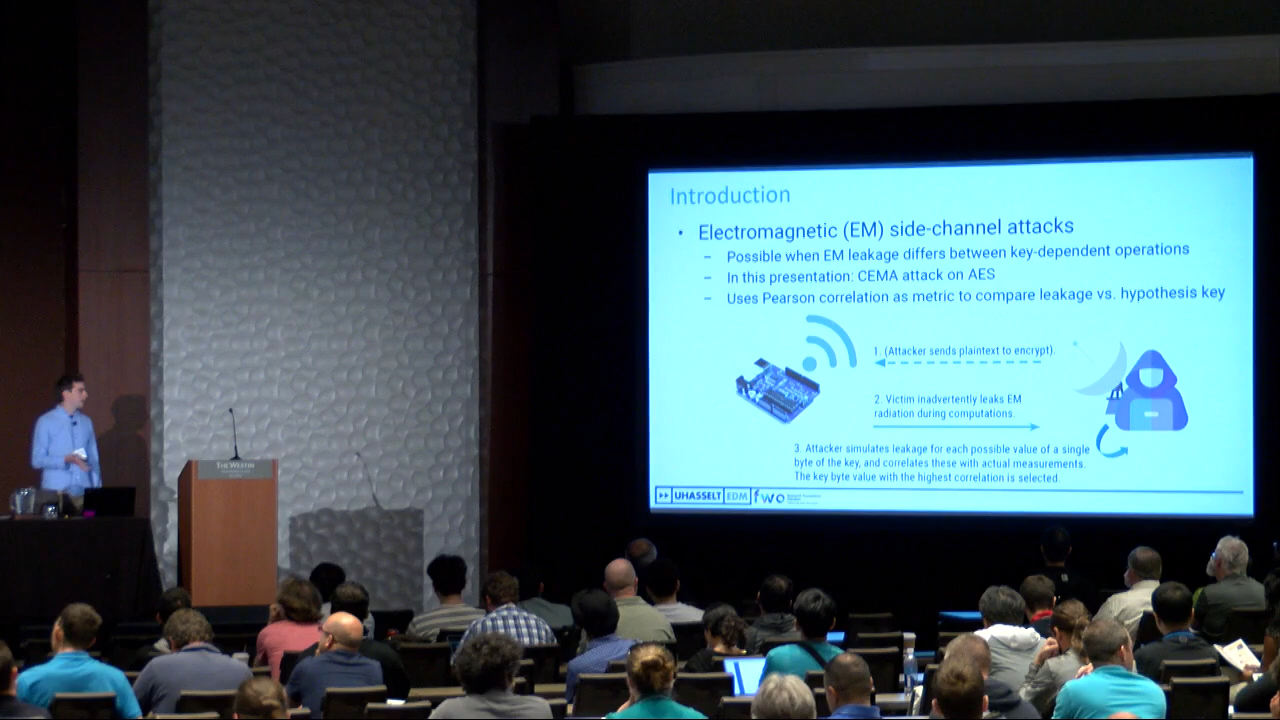 Introduction
• Electromagnetic (EM) side-channel attacks
– Possible when EM leakage differs between key-dependent operations
– In this presentation: CEMA attack on AES
– Uses Pearson correlation as metric to compare leakage vs. hypothesis key
1. (Attacker sends plaintext to encrypt).
2. Victim inadvertently leaks EM
radiation during computations.
3. Attacker simulates leakage for each possible value of a single
byte of the key, and correlates these with actual measurements.
The key byte value with the highest correlation is selected.
UHASSELT EDM fwo
THE WESTIN